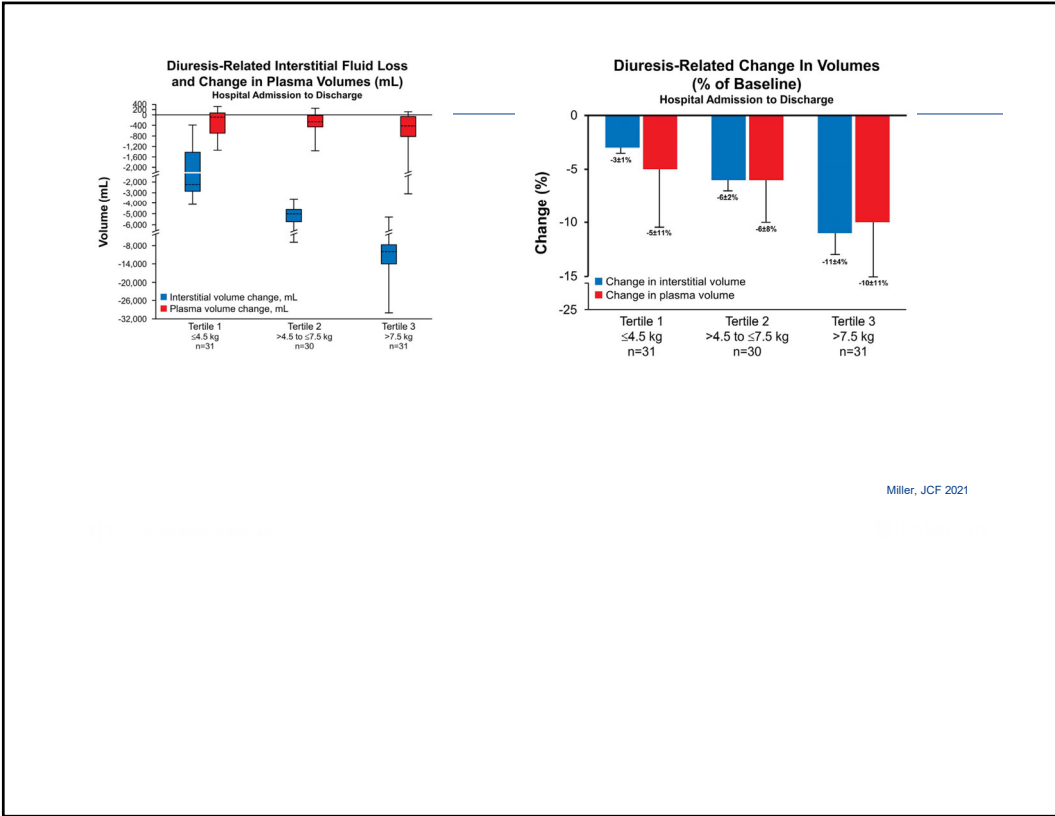 Diuresis-Related Interstitial Fluid Loss
and Change in Plasma Volumes (mL)
Hospital Admission to Discharge
Volume (mL)
400
200
0
-400
-800
-1,200
-1,600
-2,000
-2,000
-3,000
-4,000
-5,000
-6,000
-8,000
-14,000
-20,000
-26,000
-32,000
Interstitial volume change, mL
Plasma volume change, mL
Tertile 1
≤4.5 kg
n=31
Tertile 2
>4.5 to ≤7.5 kg
n=30
Tertile 3
>7.5 kg
n=31
Diuresis-Related Change In Volumes
(% of Baseline)
Hospital Admission to Discharge
Change (%)
0
-5
-10
-15
-25
-3±1%
-5±11%
-6±2%
-6±8%
-11±4%
-10±11%
Change in interstitial volume
Change in plasma volume
Tertile 1
≤4.5 kg
n=31
Tertile 2
>4.5 to ≤7.5 kg
n=30
Tertile 3
>7.5 kg
n=31
Miller, JCF 2021